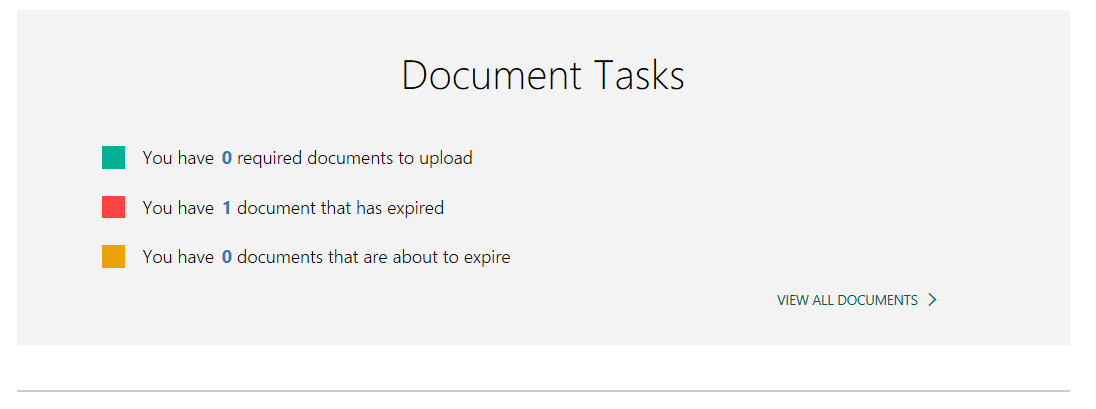 Document Tasks
You have 0 required documents to upload
You have 1 document that has expired
You have 0 documents that are about to expire
VIEW ALL DOCUMENTS